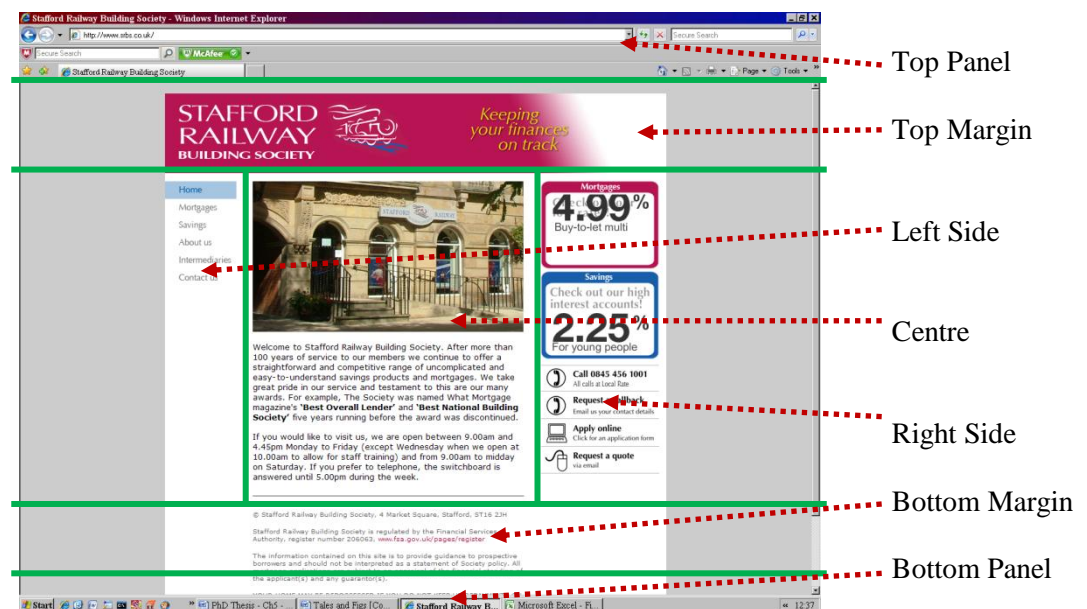 Stafford Railway Building Society - Windows Internet Explorer
http://www.srbs.co.uk/
Secure Search
Secure Search
McAfee
Stafford Railway Building Society
Page
Tools
Top Panel
STAFFORD
RAILWAY
BUILDING SOCIETY
Keeping
your finances
on track
Top Margin
Home
Mortgages
Savings
About us
Intermediaries
Contact us
Left Side
STAFFORD RAILWAY
Mortgages
4.99%
Buy-to-let multi
Savings
Check out our high
interest accounts!
2.25%
For young people
Centre
Welcome to Stafford Railway Building Society. After more than
100 years of service to our members we continue to offer a
straightforward and competitive range of uncomplicated and
easy-to-understand savings products and mortgages. We take
great pride in our service and testament to this are our many
awards. For example, The Society was named What Mortgage
magazine's 'Best Overall Lender' and 'Best National Building
Society' five years running before the award was discontinued.
If you would like to visit us, we are open between 9.00am and
4.45pm Monday to Friday (except Wednesday when we open at
10.00am to allow for staff training) and from 9.00am to midday
on Saturday. If you prefer to telephone, the switchboard is
answered until 5.00pm during the week.
Call 0845 456 1001
All calls at Local Rate
Request a callback
Email us your contact details
Apply online
Click for an application form
Request a quote
via email
Right Side
© Stafford Railway Building Society, 4 Market Square, Stafford, ST16 2JH
Stafford Railway Building Society is regulated by the Financial Services
Authority, register number 206063, www.fsa.gov.uk/pages/register
The information contained on this site is to provide guidance to prospective
borrowers and should not be interpreted as a statement of Society policy. All
the applicant(s) and any guarantor(s).
Bottom Margin
Bottom Panel
Start
PhD Thesis - Ch5 - ...
Tales and Figs [Co...
Stafford Railway B...
Microsoft Excel - Fi...
12:37